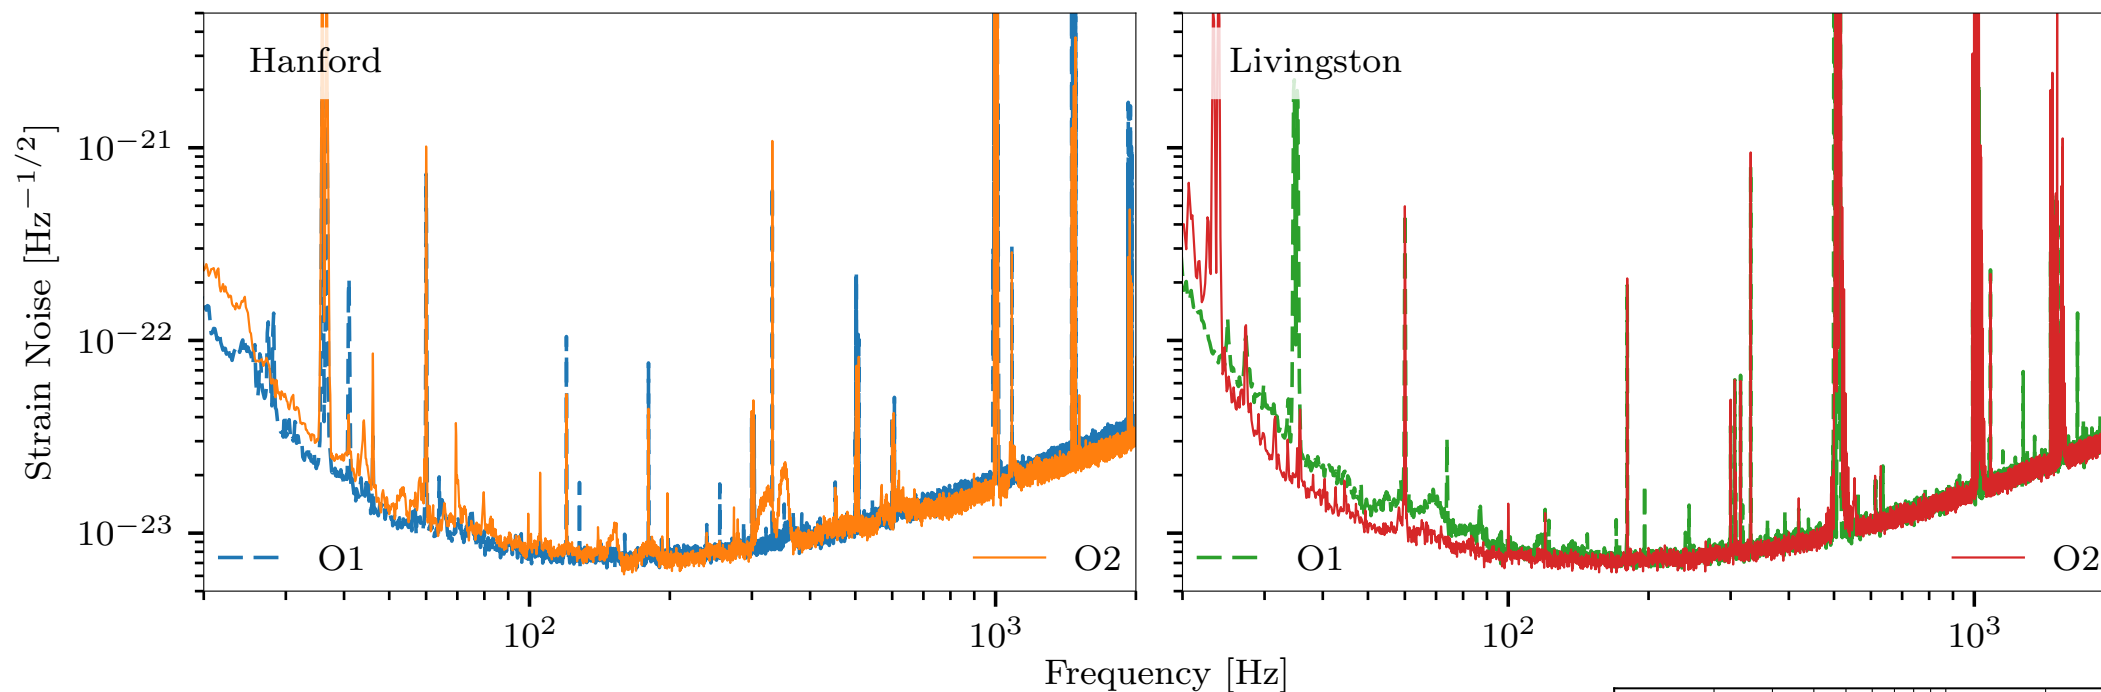 Hanford
Livingston
Strain Noise [Hz^{-1/2}]
10^{-21}
10^{-22}
10^{-23}
O1
O2
O1
O2
10^2
10^3
10^2
10^3
Frequency [Hz]